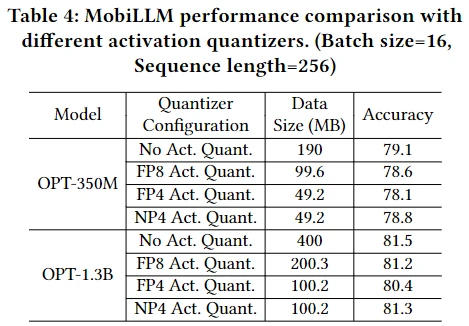 Table 4: MobiLLM performance comparison with
different activation quantizers. (Batch size=16,
Sequence length=256)
Model Quantizer Configuration Data Size (MB) Accuracy
OPT-350M No Act. Quant. 190 79.1
FP8 Act. Quant. 99.6 78.6
FP4 Act. Quant. 49.2 78.1
NP4 Act. Quant. 49.2 78.8
OPT-1.3B No Act. Quant. 400 81.5
FP8 Act. Quant. 200.3 81.2
FP4 Act. Quant. 100.2 80.4
NP4 Act. Quant. 100.2 81.3